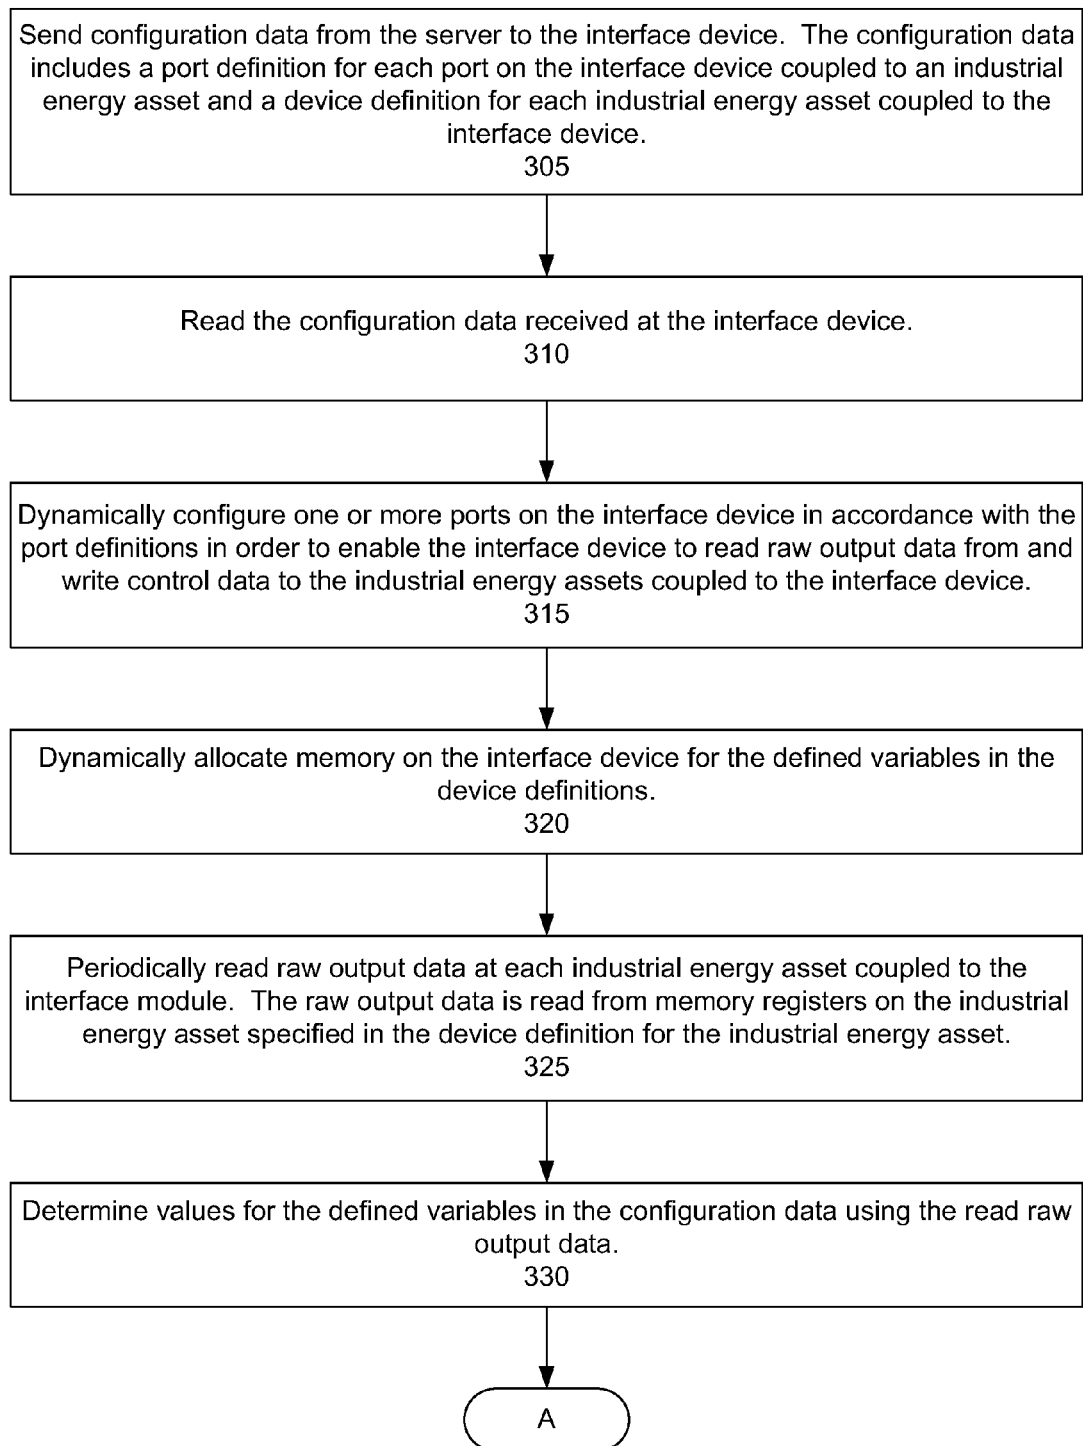 Send configuration data from the server to the interface device.  The configuration data
includes a port definition for each port on the interface device coupled to an industrial
energy asset and a device definition for each industrial energy asset coupled to the
interface device.
305
Read the configuration data received at the interface device.
310
Dynamically configure one or more ports on the interface device in accordance with the
port definitions in order to enable the interface device to read raw output data from and
write control data to the industrial energy assets coupled to the interface device.
315
Dynamically allocate memory on the interface device for the defined variables in the
device definitions.
320
Periodically read raw output data at each industrial energy asset coupled to the
interface module.  The raw output data is read from memory registers on the industrial
energy asset specified in the device definition for the industrial energy asset.
325
Determine values for the defined variables in the configuration data using the read raw
output data.
330
A